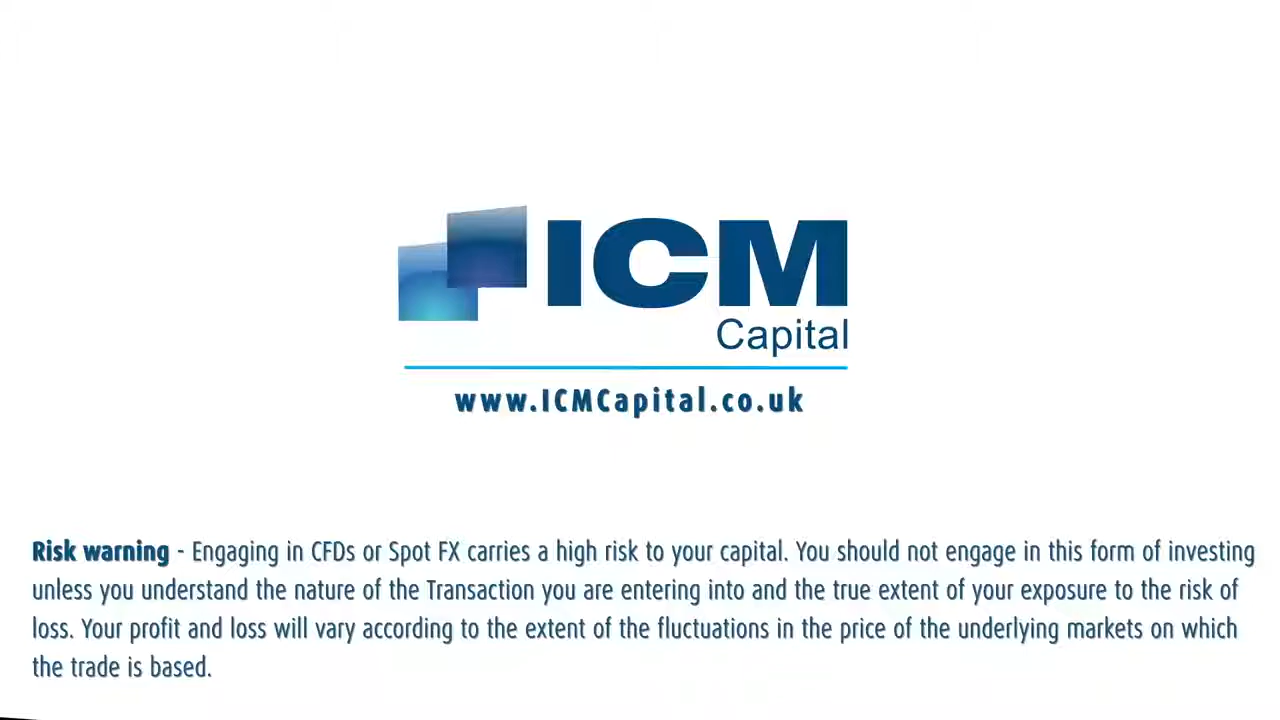 ICM
Capital
www.ICMCapital.co.uk
Risk warning - Engaging in CFDs or Spot FX carries a high risk to your capital. You should not engage in this form of investing
unless you understand the nature of the Transaction you are entering into and the true extent of your exposure to the risk of
loss. Your profit and loss will vary according to the extent of the fluctuations in the price of the underlying markets on which
the trade is based.